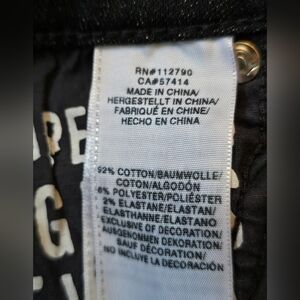 RN#112790
CA#57414
MADE IN CHINA/
HERGESTELLT IN CHINA/
FABRIQUÉ EN CHINE/
HECHO EN CHINA
92% COTTON/BAUMWOLLE/
COTON/ALGODÓN
6% POLYESTER/POLIÉSTER
2% ELASTANE/ELASTAN/
ELASTHANNE/ELASTANO
EXCLUSIVE OF DECORATION/
AUSGENOMMEN DEKORATION/
SAUF DÉCORATION/
NO INCLUYE LA DECORACIÓN